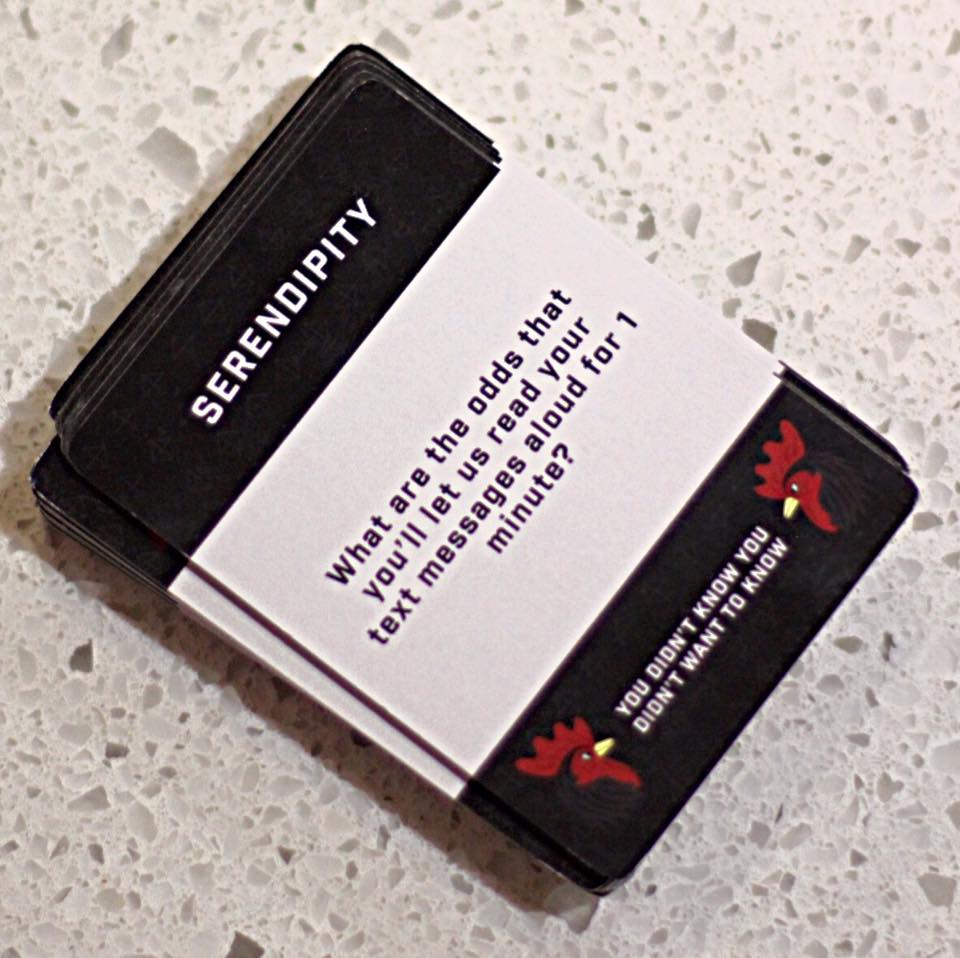 SERENDIPITY
What are the odds that
you'll let us read your
text messages aloud for 1
minute?
YOU DIDN'T KNOW YOU
DIDN'T WANT TO KNOW